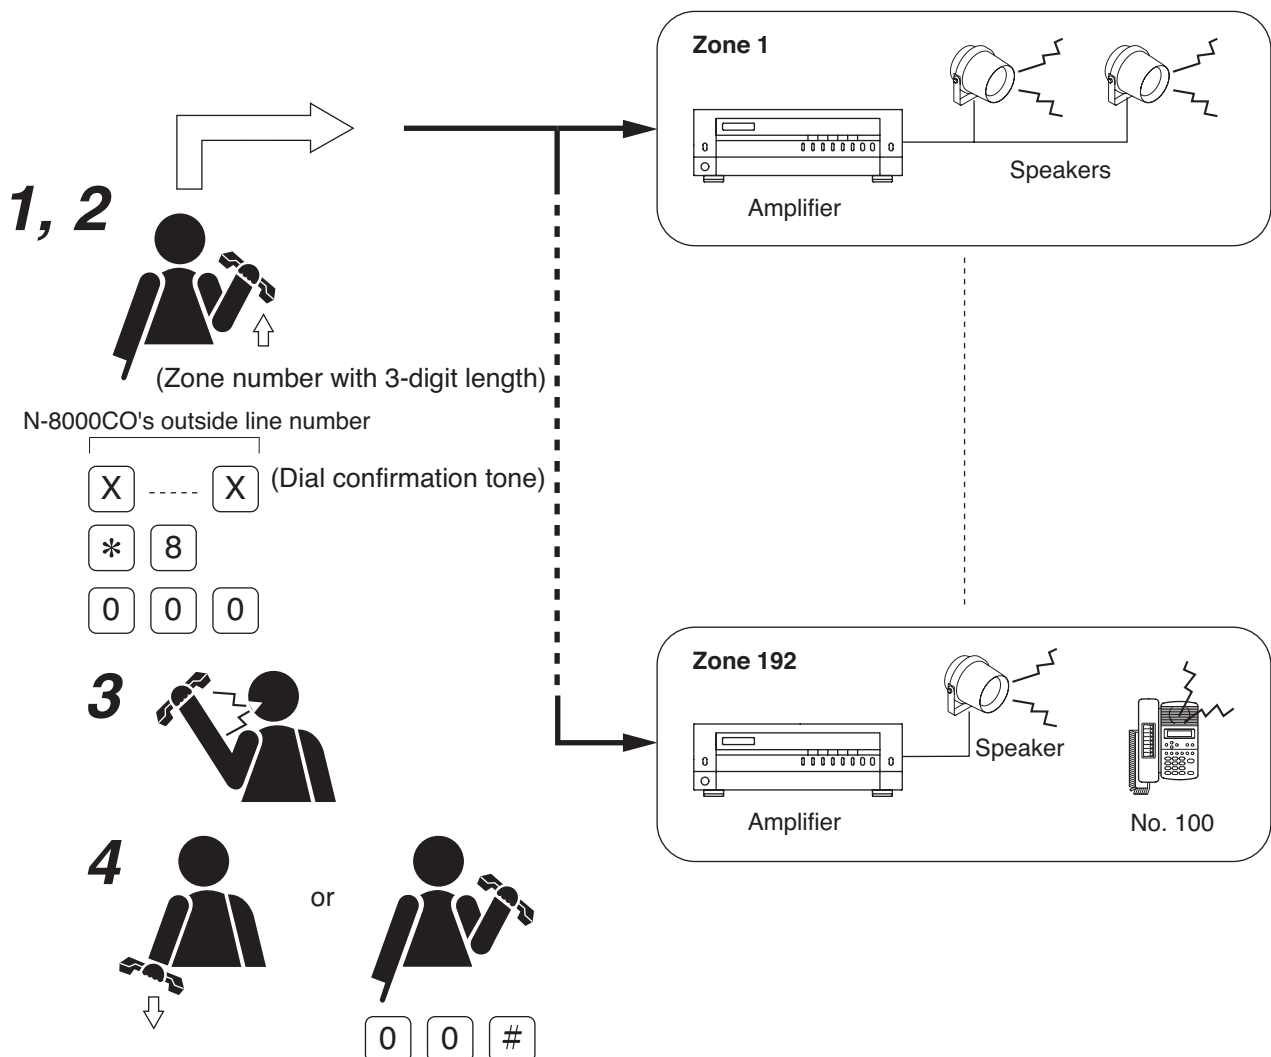 Zone 1
Speakers
Amplifier
1, 2
(Zone number with 3-digit length)
N-8000CO's outside line number
X ----- X (Dial confirmation tone)
* 8
0 0 0
Zone 192
Speaker
Amplifier
No. 100
3
4
or
0 0 #